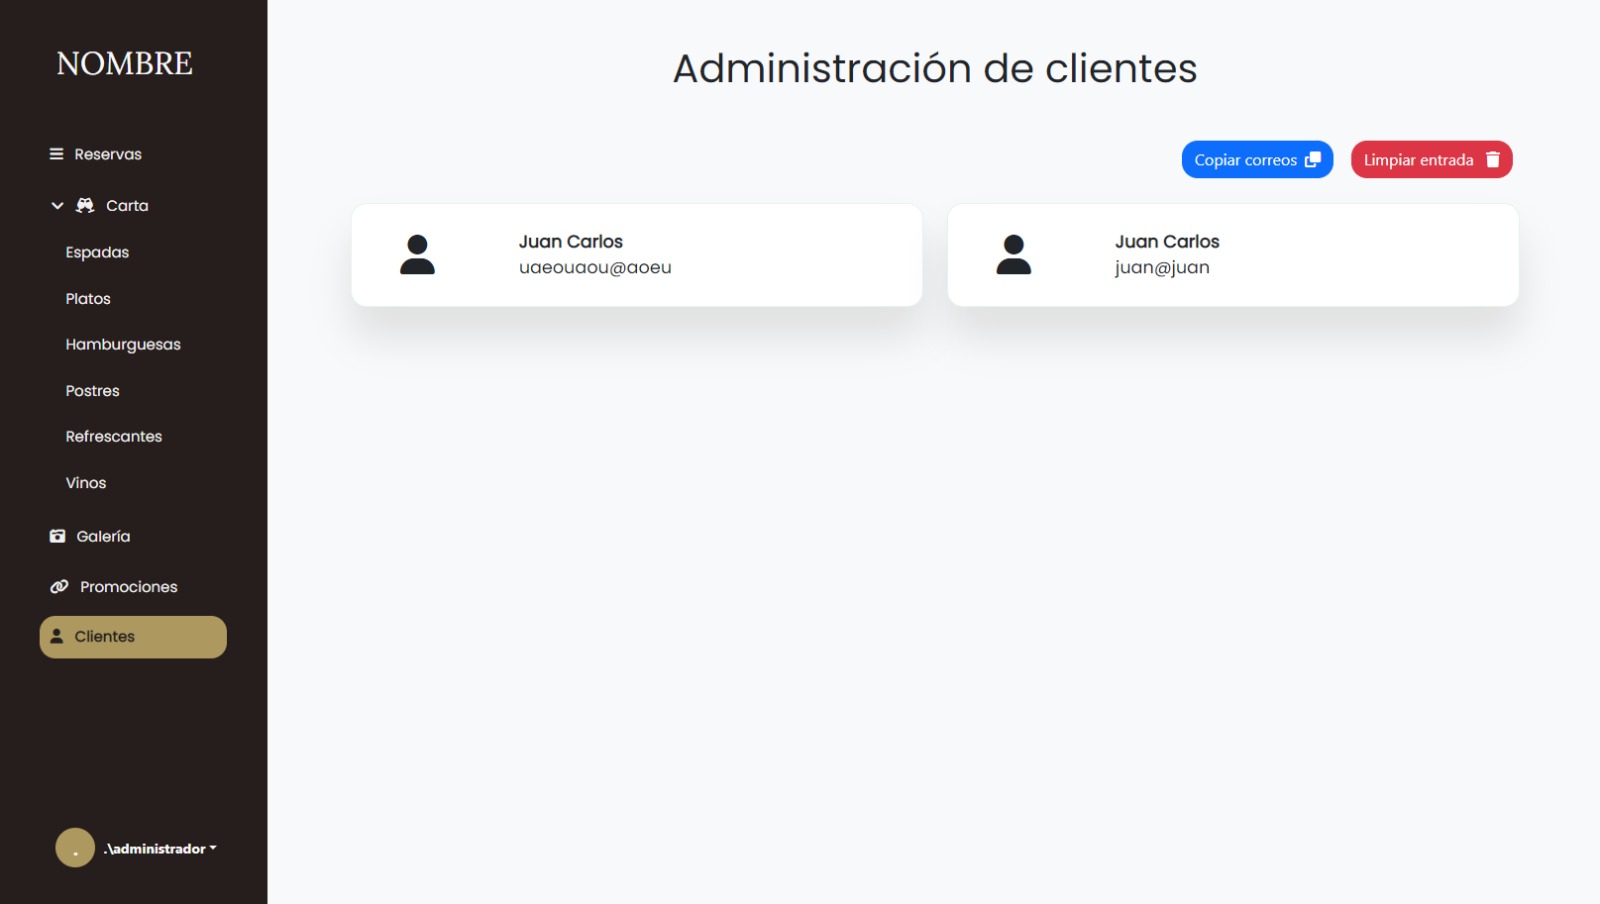 NOMBRE
Reservas
Carta
Espadas
Platos
Hamburguesas
Postres
Refrescantes
Vinos
Galería
Promociones
Clientes
. .\administrador
Administración de clientes
Copiar correos
Limpiar entrada
Juan Carlos
uaeouaou@aoeu
Juan Carlos
juan@juan